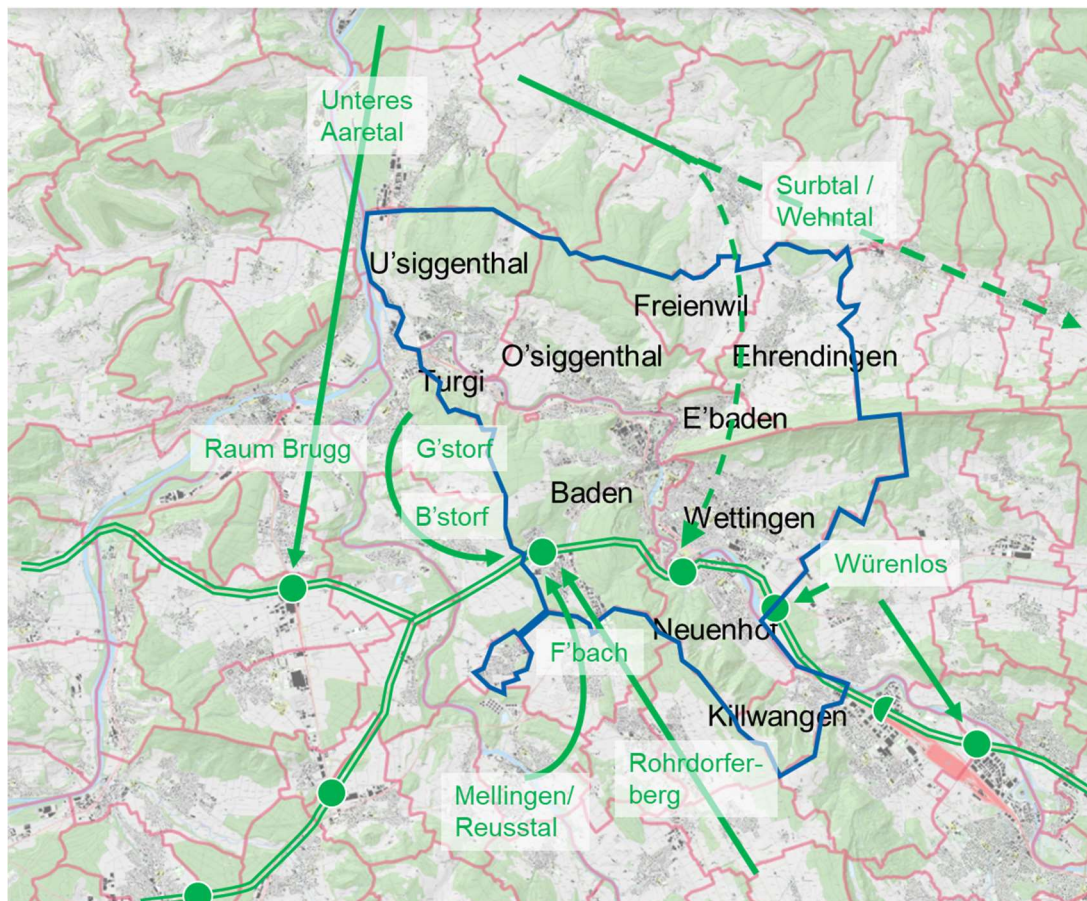 Unteres
Aaretal
Surbtal /
Wehntal
U'siggenthal
Freienwil
O'siggenthal
Ehrendingen
Turgi
E'baden
Raum Brugg
G'storf
Baden
B'storf
Wettingen
Würenlos
Neuenhof
F'bach
Killwangen
Rohrdorfer-
berg
Mellingen/
Reusstal